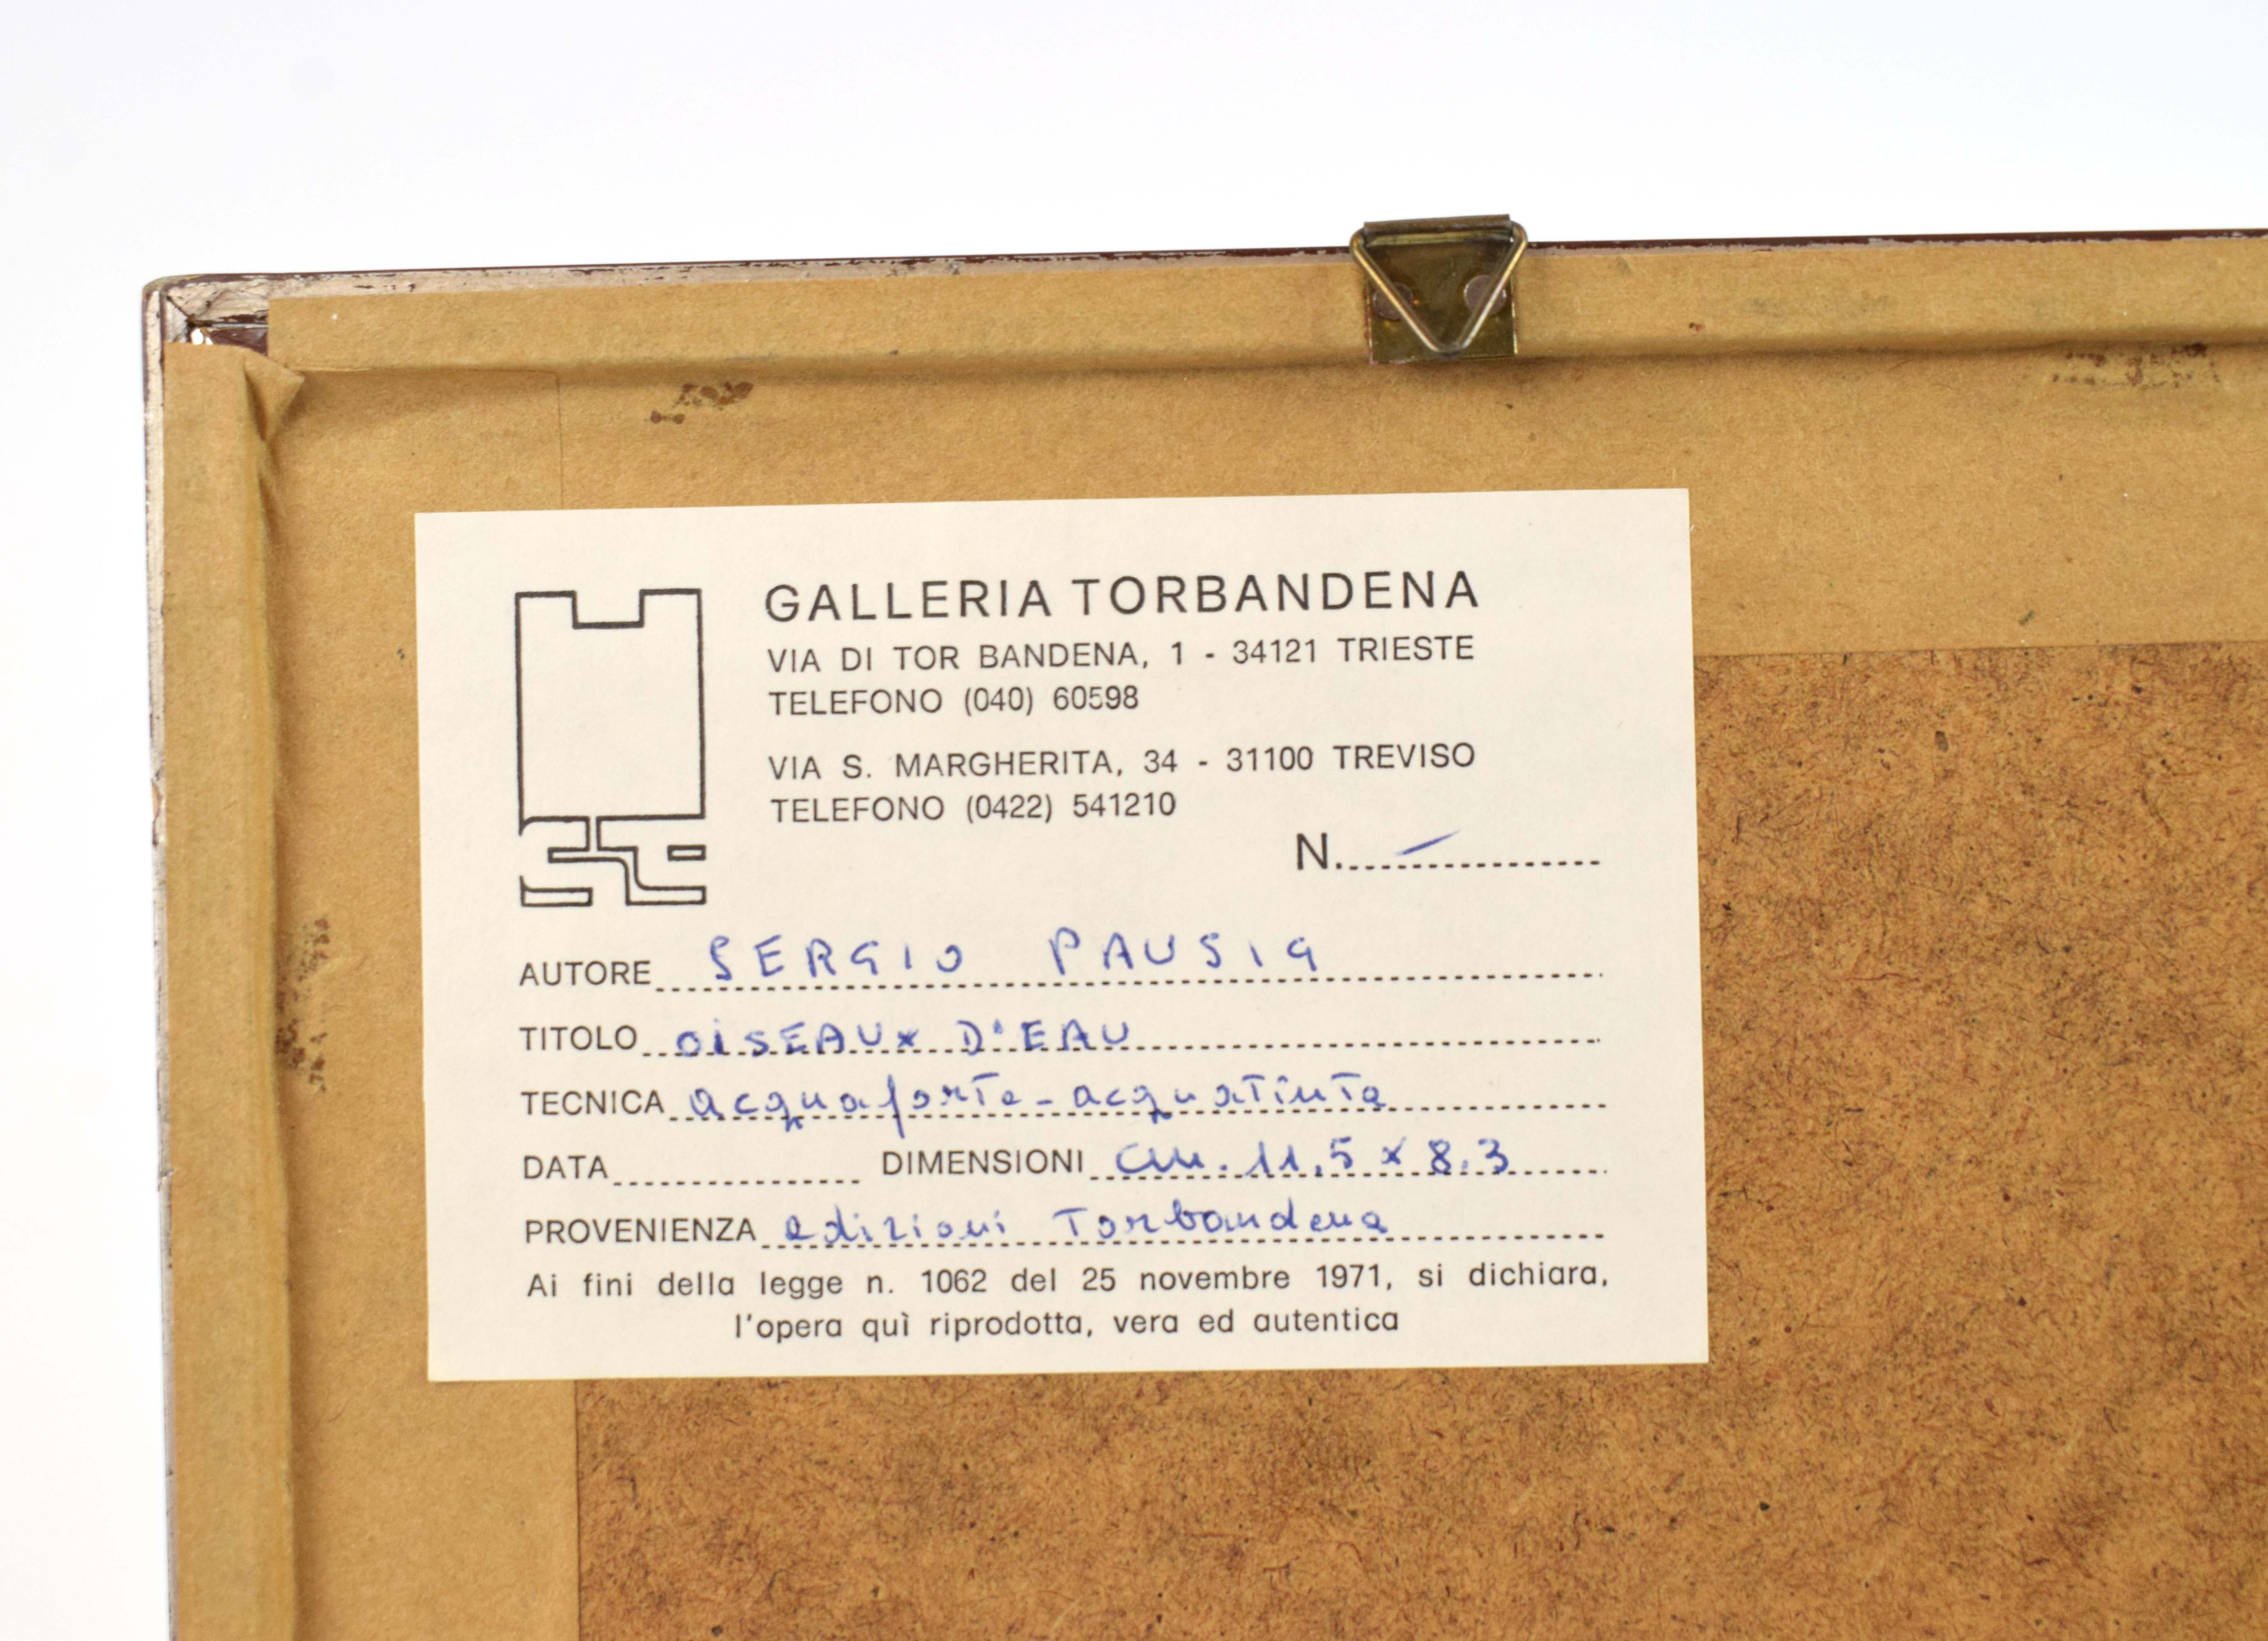 GALLERIA TORBANDENA
VIA DI TOR BANDENA, 1 - 34121 TRIESTE
TELEFONO (040) 60598
VIA S. MARGHERITA, 34 - 31100 TREVISO
TELEFONO (0422) 541210
N. –
AUTORE SERGIO PAUSIG
TITOLO OISEAUX D'EAU
TECNICA acquaforte - acquatinta
DATA DIMENSIONI cm. 11,5 x 8,3
PROVENIENZA edizioni Torbandena
Ai fini della legge n. 1062 del 25 novembre 1971, si dichiara,
l'opera quì riprodotta, vera ed autentica